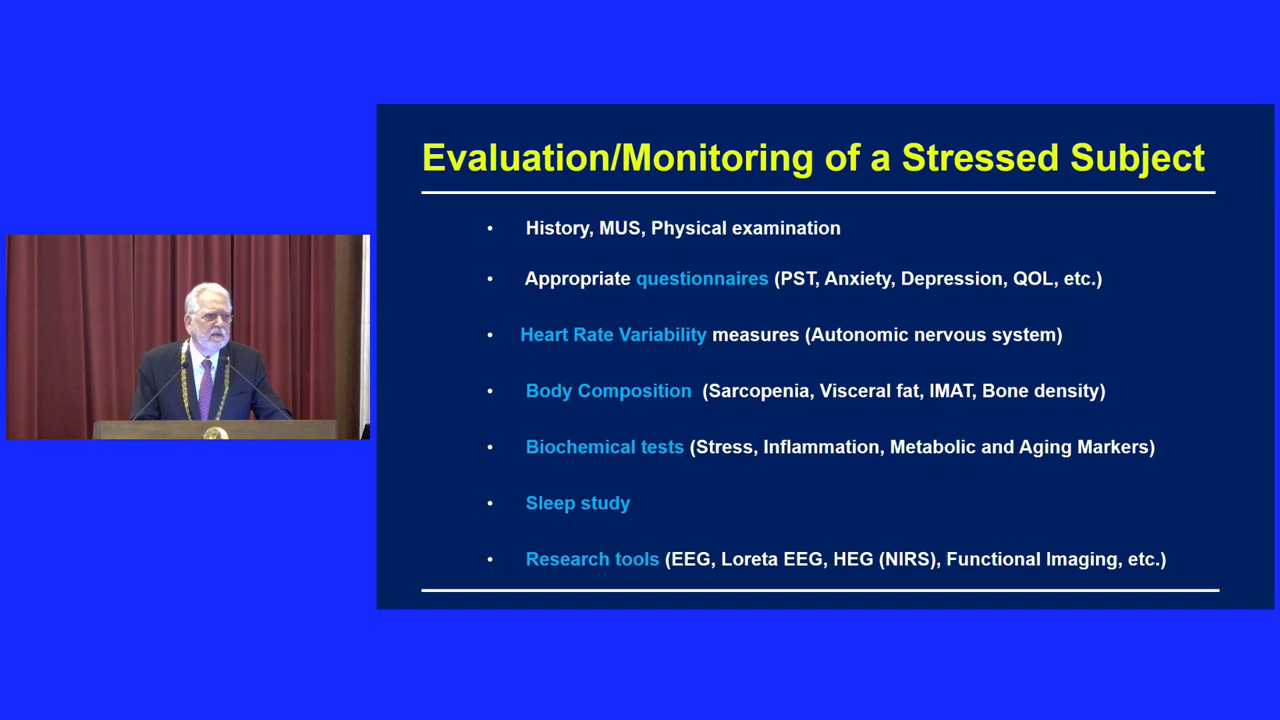 Evaluation/Monitoring of a Stressed Subject
• History, MUS, Physical examination
• Appropriate questionnaires (PST, Anxiety, Depression, QOL, etc.)
• Heart Rate Variability measures (Autonomic nervous system)
• Body Composition (Sarcopenia, Visceral fat, IMAT, Bone density)
• Biochemical tests (Stress, Inflammation, Metabolic and Aging Markers)
• Sleep study
• Research tools (EEG, Loreta EEG, HEG (NIRS), Functional Imaging, etc.)